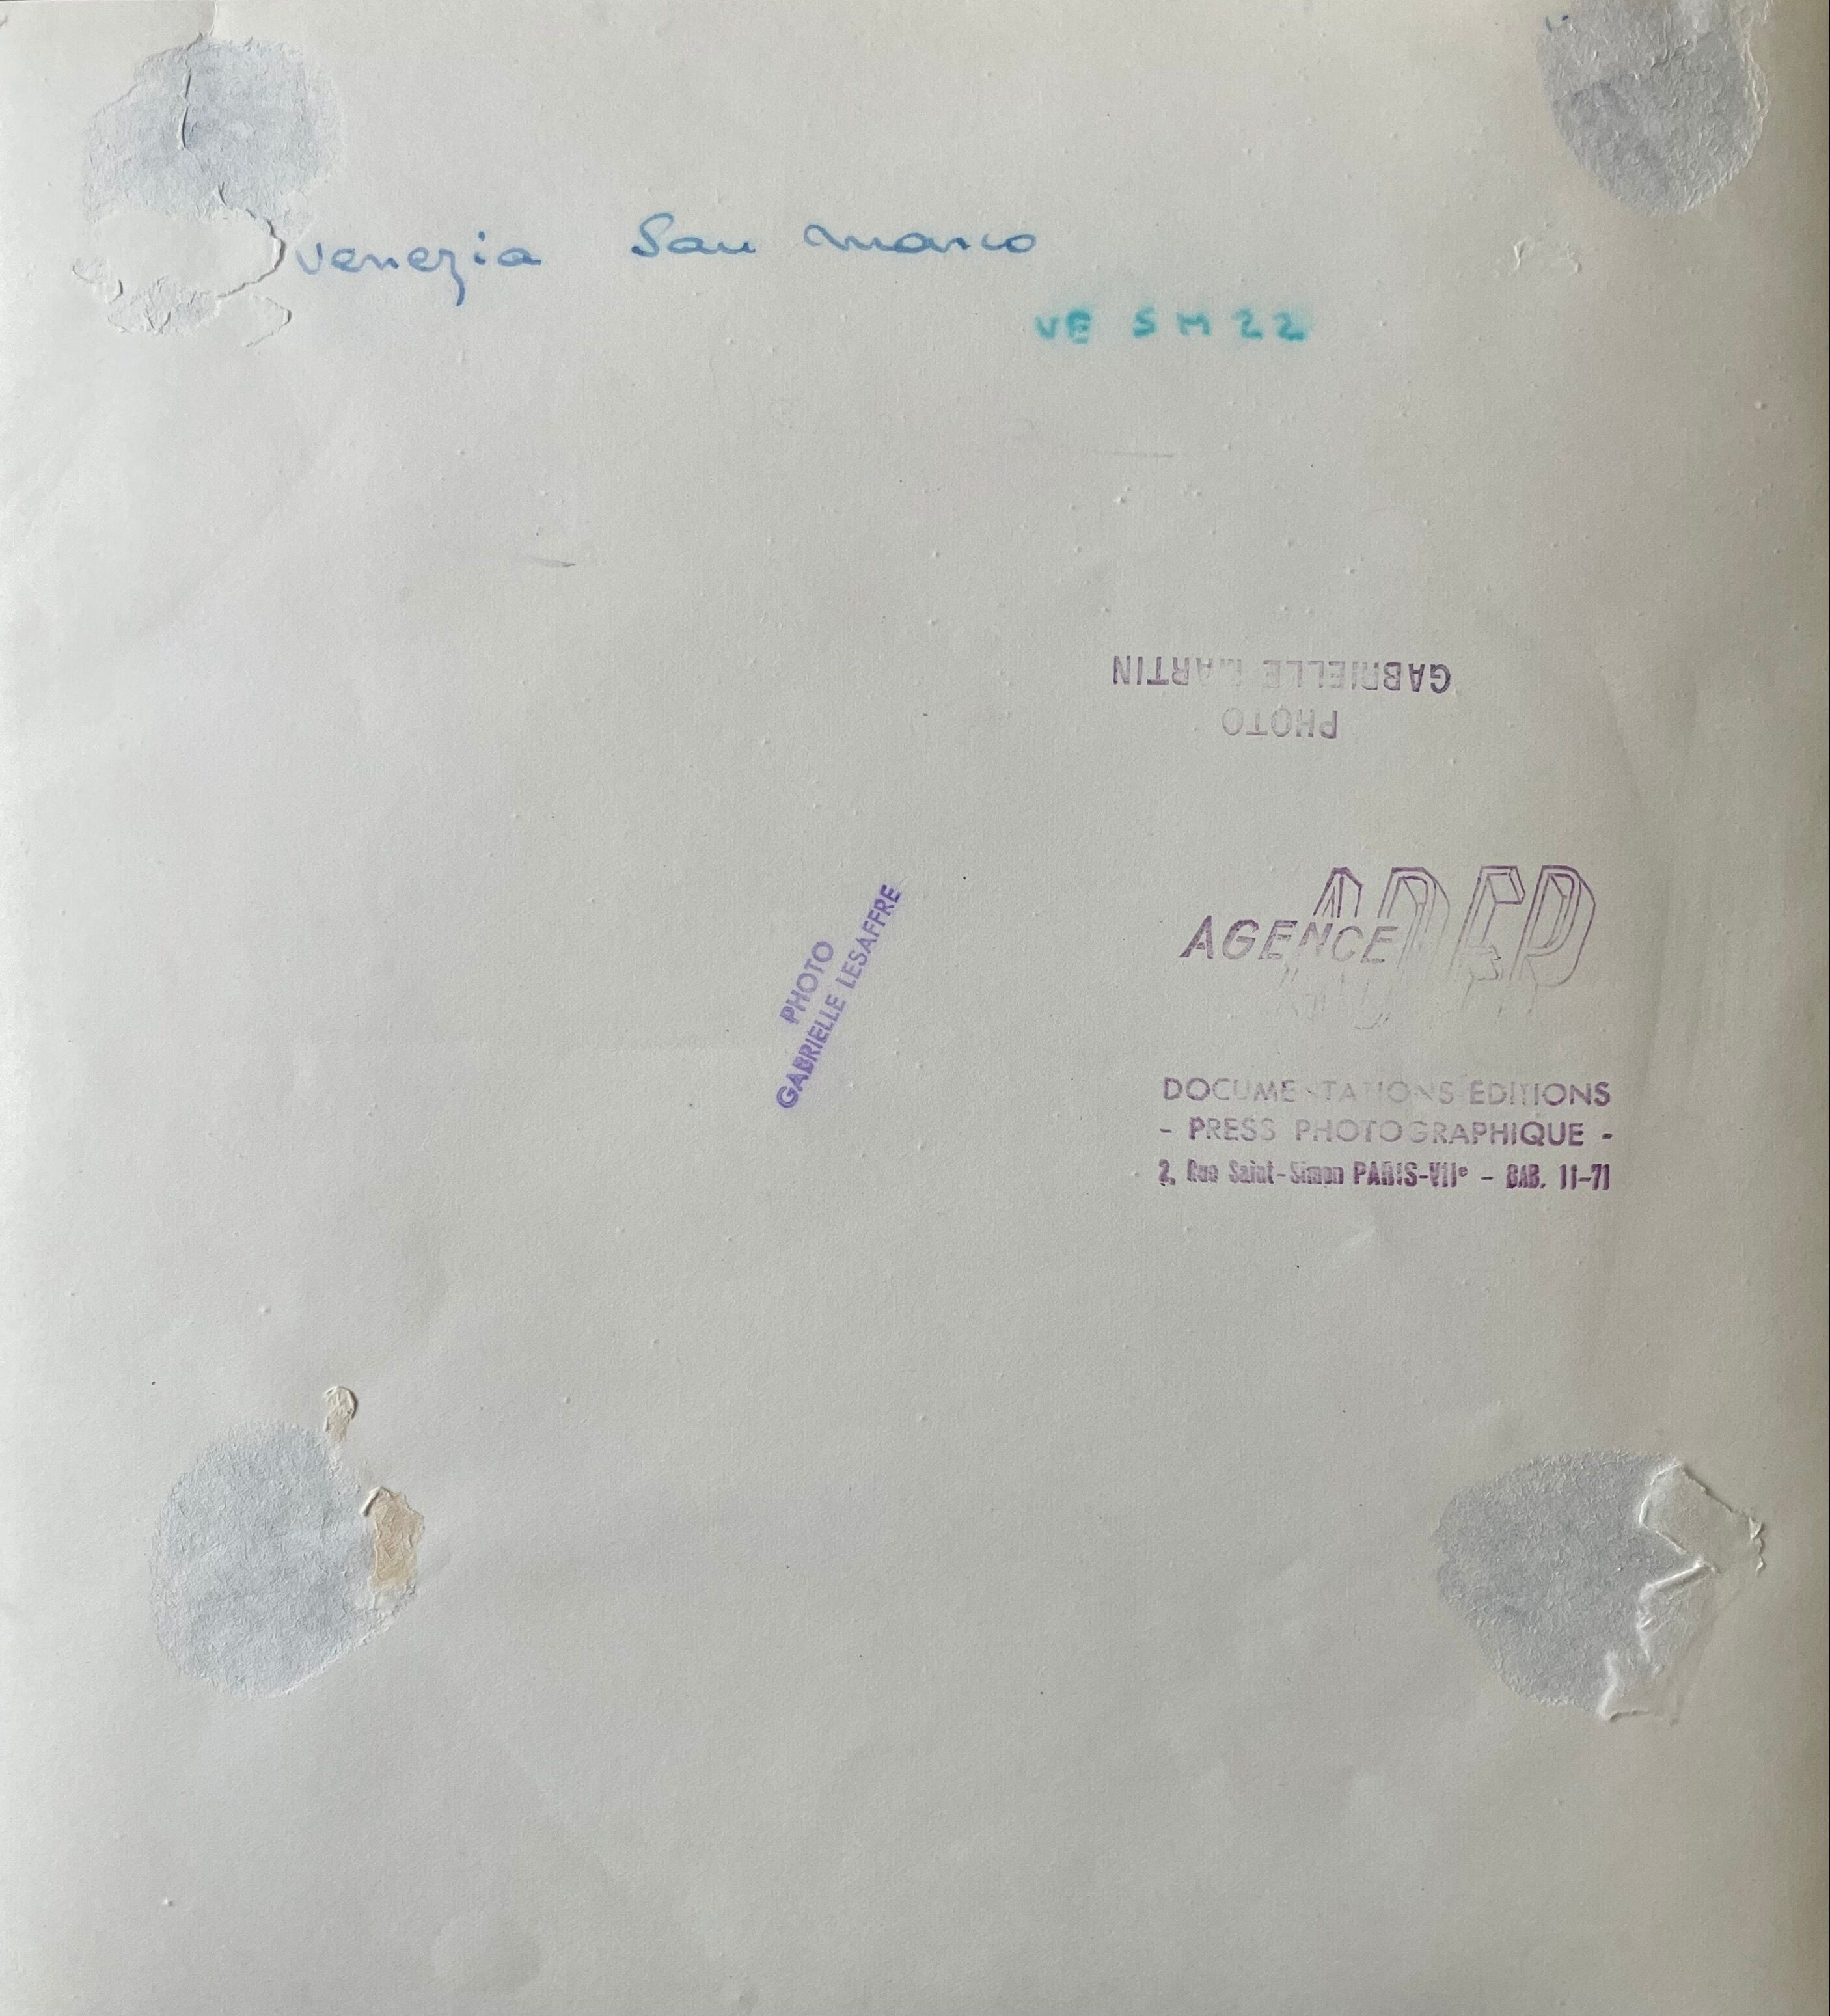 venezia San Marco
VE SM 22
PHOTO
GABRIELLE MARTIN
AGENCE ADEP
PHOTO
GABRIELLE LESAFFRE
DOCUMENTATIONS EDITIONS
- PRESS PHOTOGRAPHIQUE -
2, Rue Saint-Simon PARIS-VIIe - BAB. 11-71